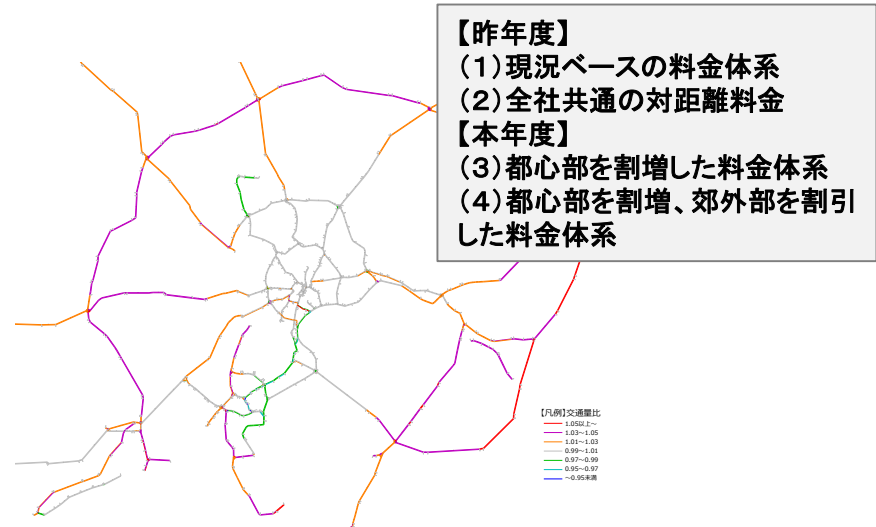 【昨年度】
（１）現況ベースの料金体系
（２）全社共通の対距離料金
【本年度】
（３）都心部を割増した料金体系
（４）都心部を割増、郊外部を割引
した料金体系
【凡例】交通量比
1.05以上～
1.03～1.05
1.01～1.03
0.99～1.01
0.97～0.99
0.95～0.97
～0.95未満